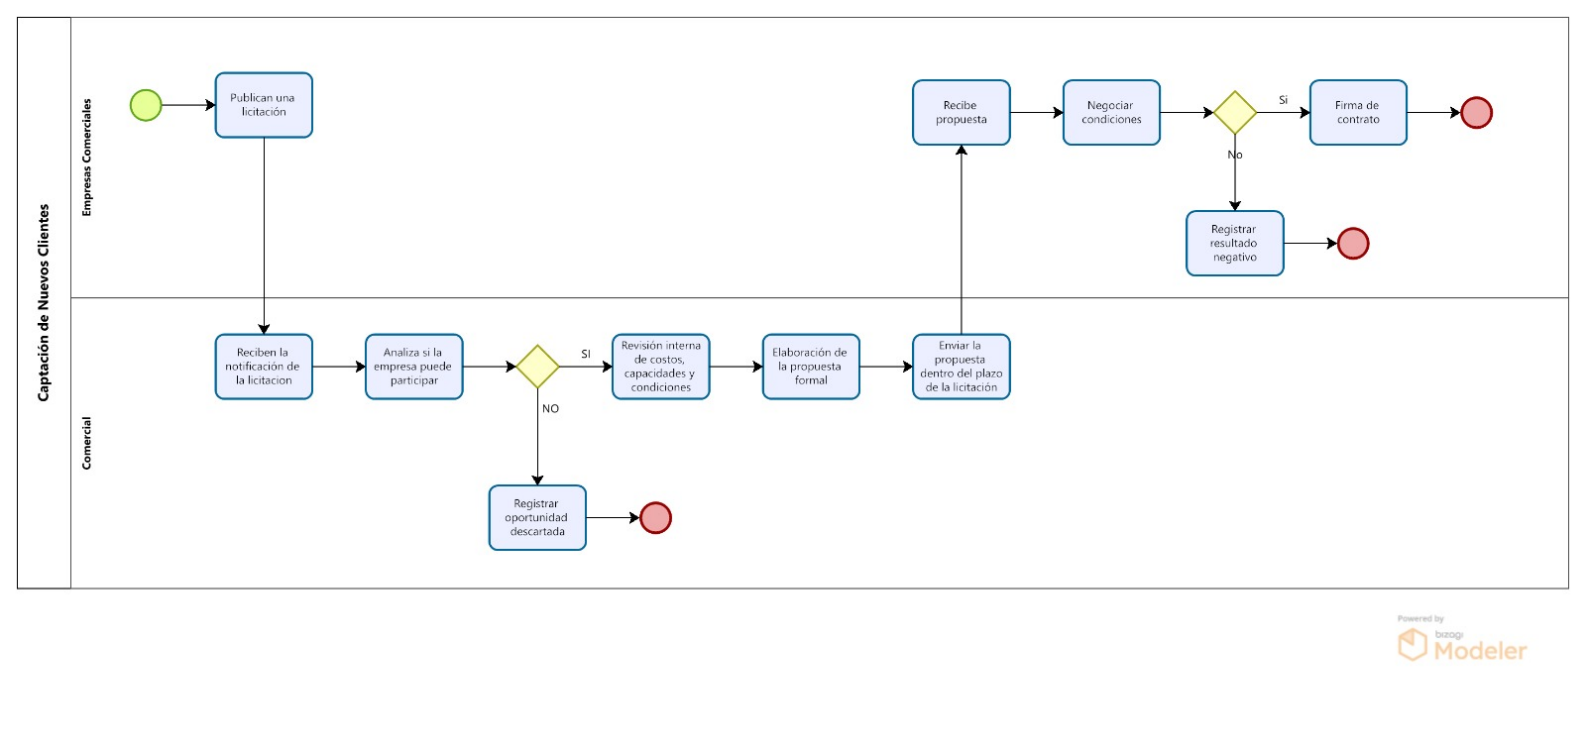 Captación de Nuevos Clientes
Empresas Comerciales
Publican una
licitación
Recibe
propuesta
Negociar
condiciones
Si
Firma de
contrato
No
Registrar
resultado
negativo
Comercial
Reciben la
notificación de
la licitacion
Analiza si la
empresa puede
participar
SI
Revisión interna
de costos,
capacidades y
condiciones
Elaboración de
la propuesta
formal
Enviar la
propuesta
dentro del plazo
de la licitación
NO
Registrar
oportunidad
descartada
Powered by
bizagi
Modeler